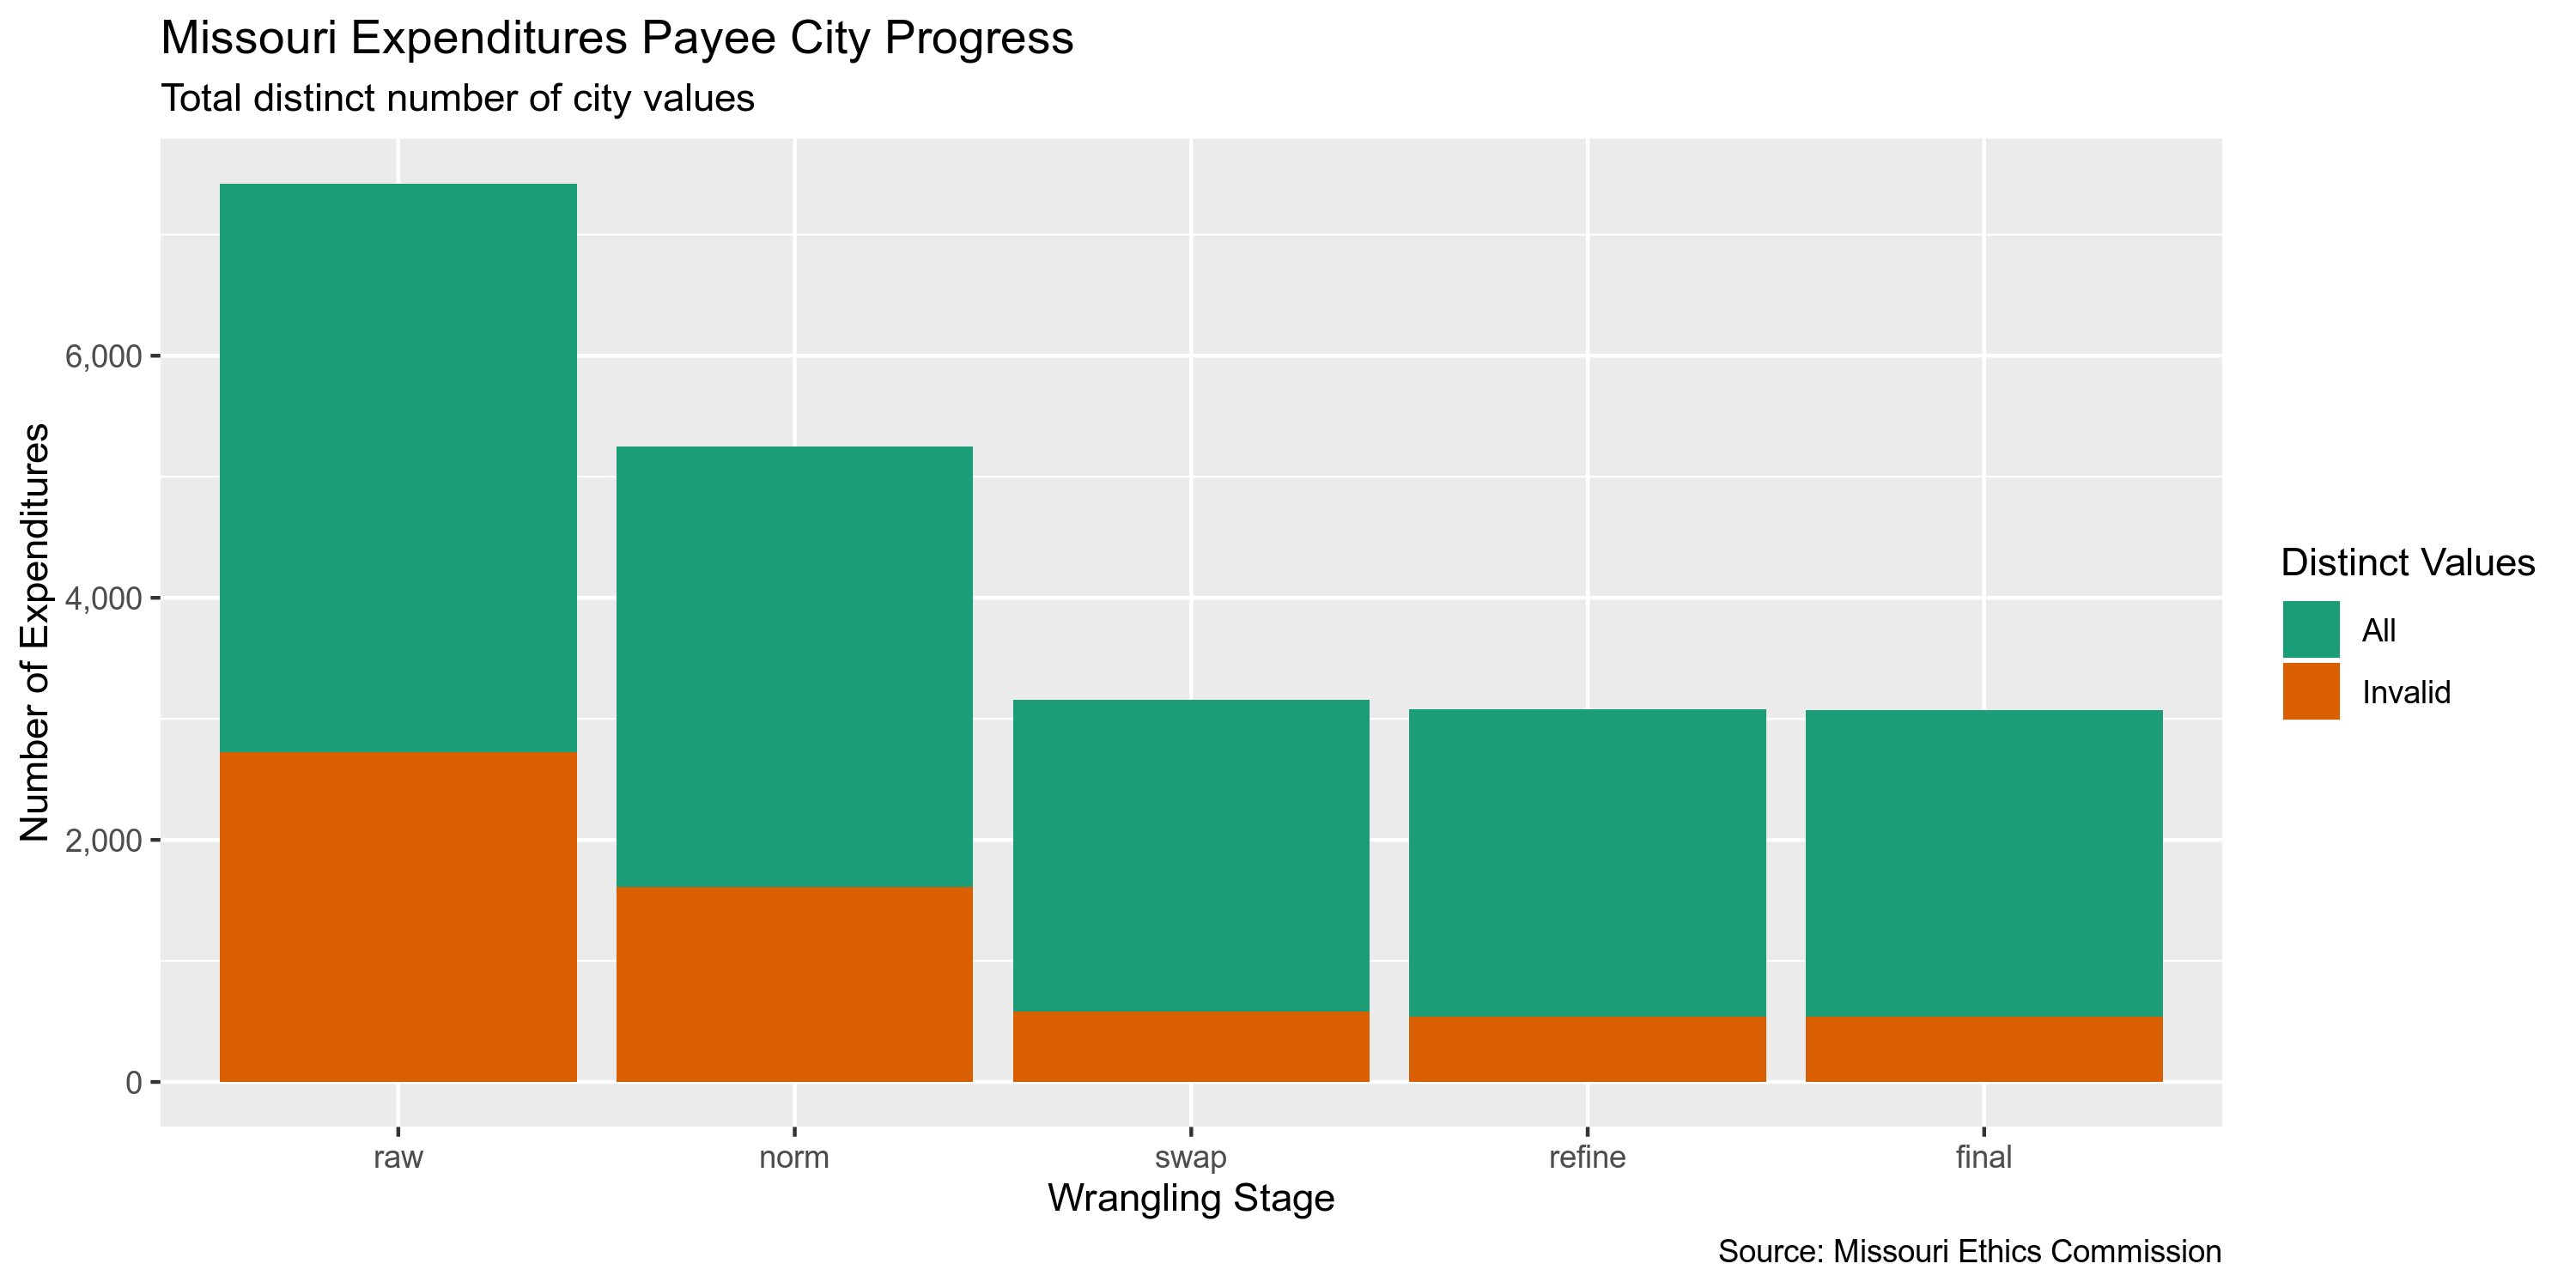 Missouri Expenditures Payee City Progress
Total distinct number of city values
Number of Expenditures
6,000
4,000
2,000
0
raw norm swap refine final
Wrangling Stage
Distinct Values
All
Invalid
Source: Missouri Ethics Commission